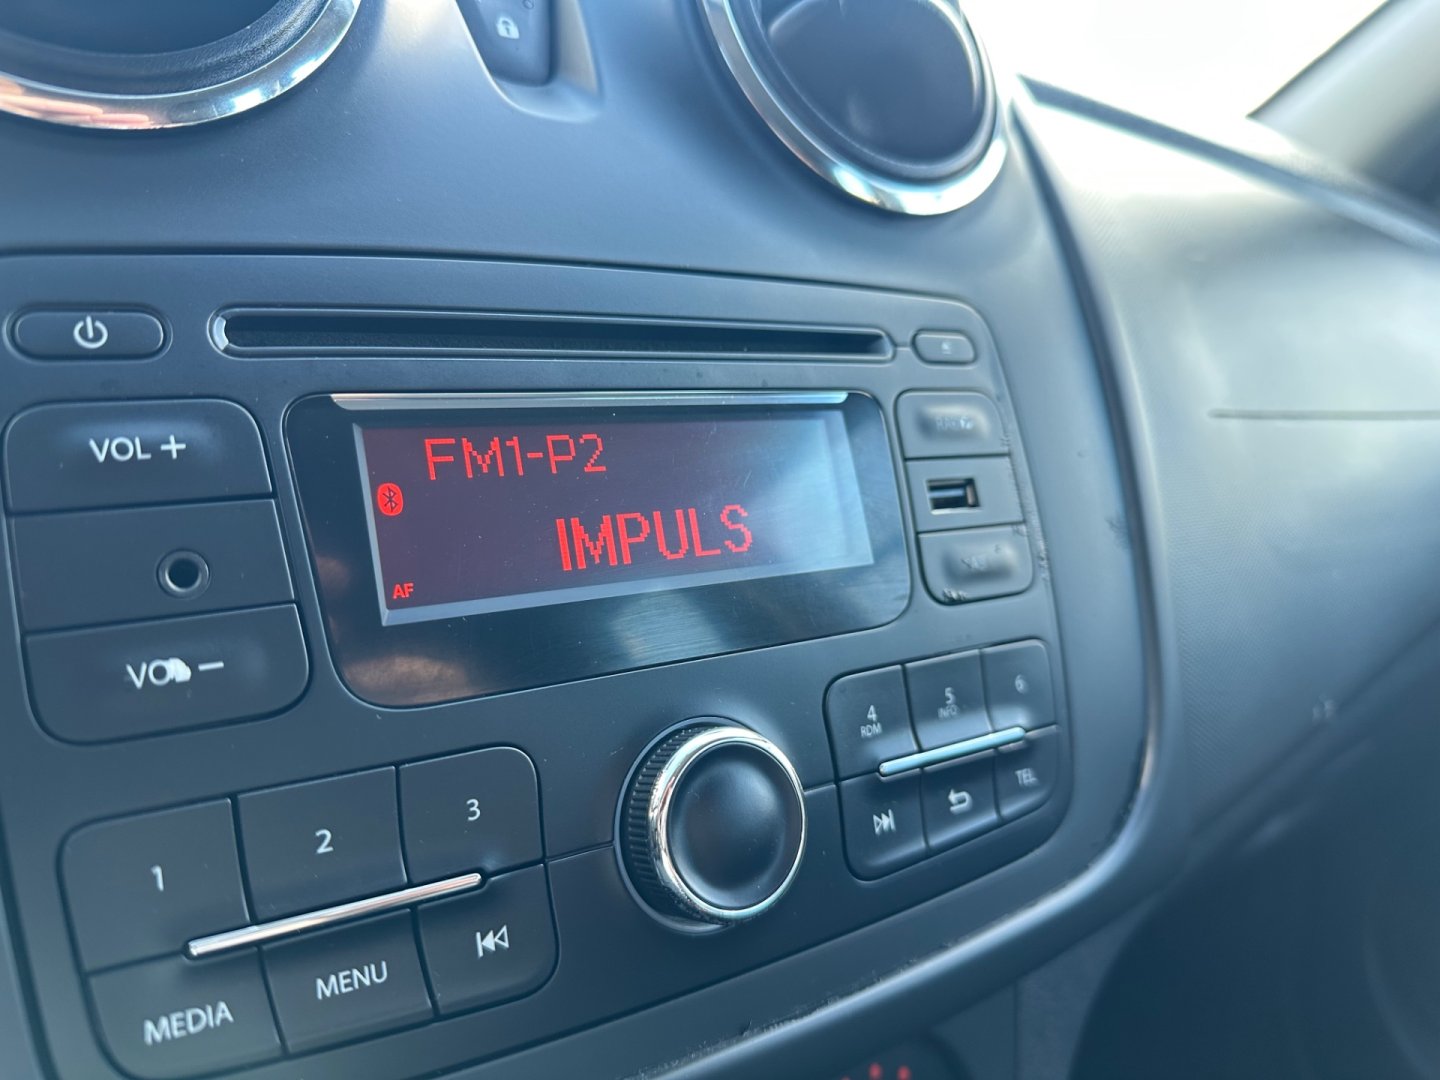 VOL +
FM1-P2
IMPULS
AF
VOL −
4
RDM
5
INFO
6
1
2
3
TEL
MEDIA
MENU